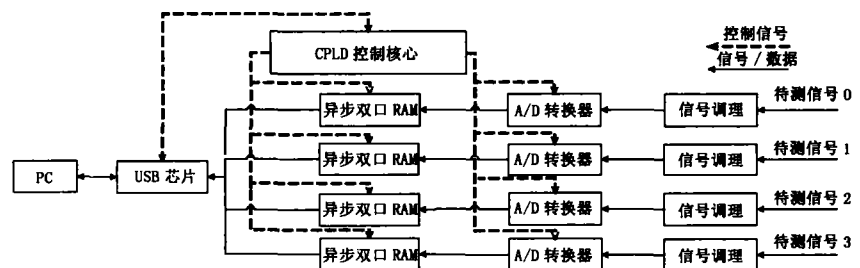 CPLD 控制核心
控制信号
信号/数据
异步双口 RAM
A/D 转换器
信号调理
待测信号 0
异步双口 RAM
A/D 转换器
信号调理
待测信号 1
PC
USB 芯片
异步双口 RAM
A/D 转换器
信号调理
待测信号 2
异步双口 RAM
A/D 转换器
信号调理
待测信号 3